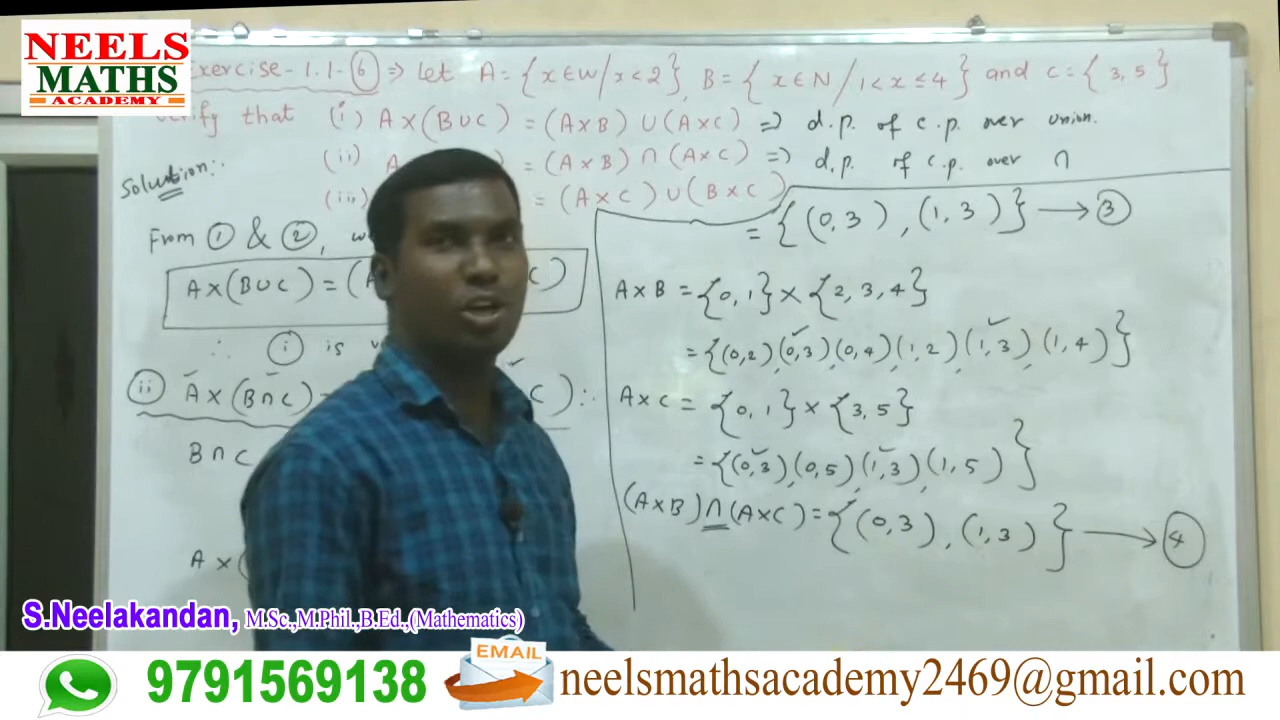 NEELS
MATHS
ACADEMY
Exercise-1.1-6 ⇒ Let A = { x ∈ W / x < 2 }, B = { x ∈ N / 1 < x ≤ 4 } and C = { 3, 5 }
Verify that (i) A×(B∪C) = (A×B) ∪ (A×C) ⇒ d.p. of c.p. over union.
(ii) A = (A×B) ∩ (A×C) ⇒ d.p. of c.p. over ∩
(iii) = (A×C) ∪ (B×C)
Solution:
From ① & ②,
A×(B∪C) = ( C)
∴ (i) is
(ii) A×(B∩C) C) :
B∩C
A×(
= { (0, 3), (1, 3) } → ③
A×B = {0, 1} × {2, 3, 4}
= {(0,2), (0,3), (0,4), (1,2), (1,3), (1,4)}
A×C = {0, 1} × {3, 5}
= {(0,3), (0,5), (1,3), (1,5)}
(A×B) ∩ (A×C) = { (0,3), (1,3) } → ④
S.Neelakandan, M.Sc.,M.Phil.,B.Ed.,(Mathematics)
9791569138 EMAIL neelsmathsacademy2469@gmail.com